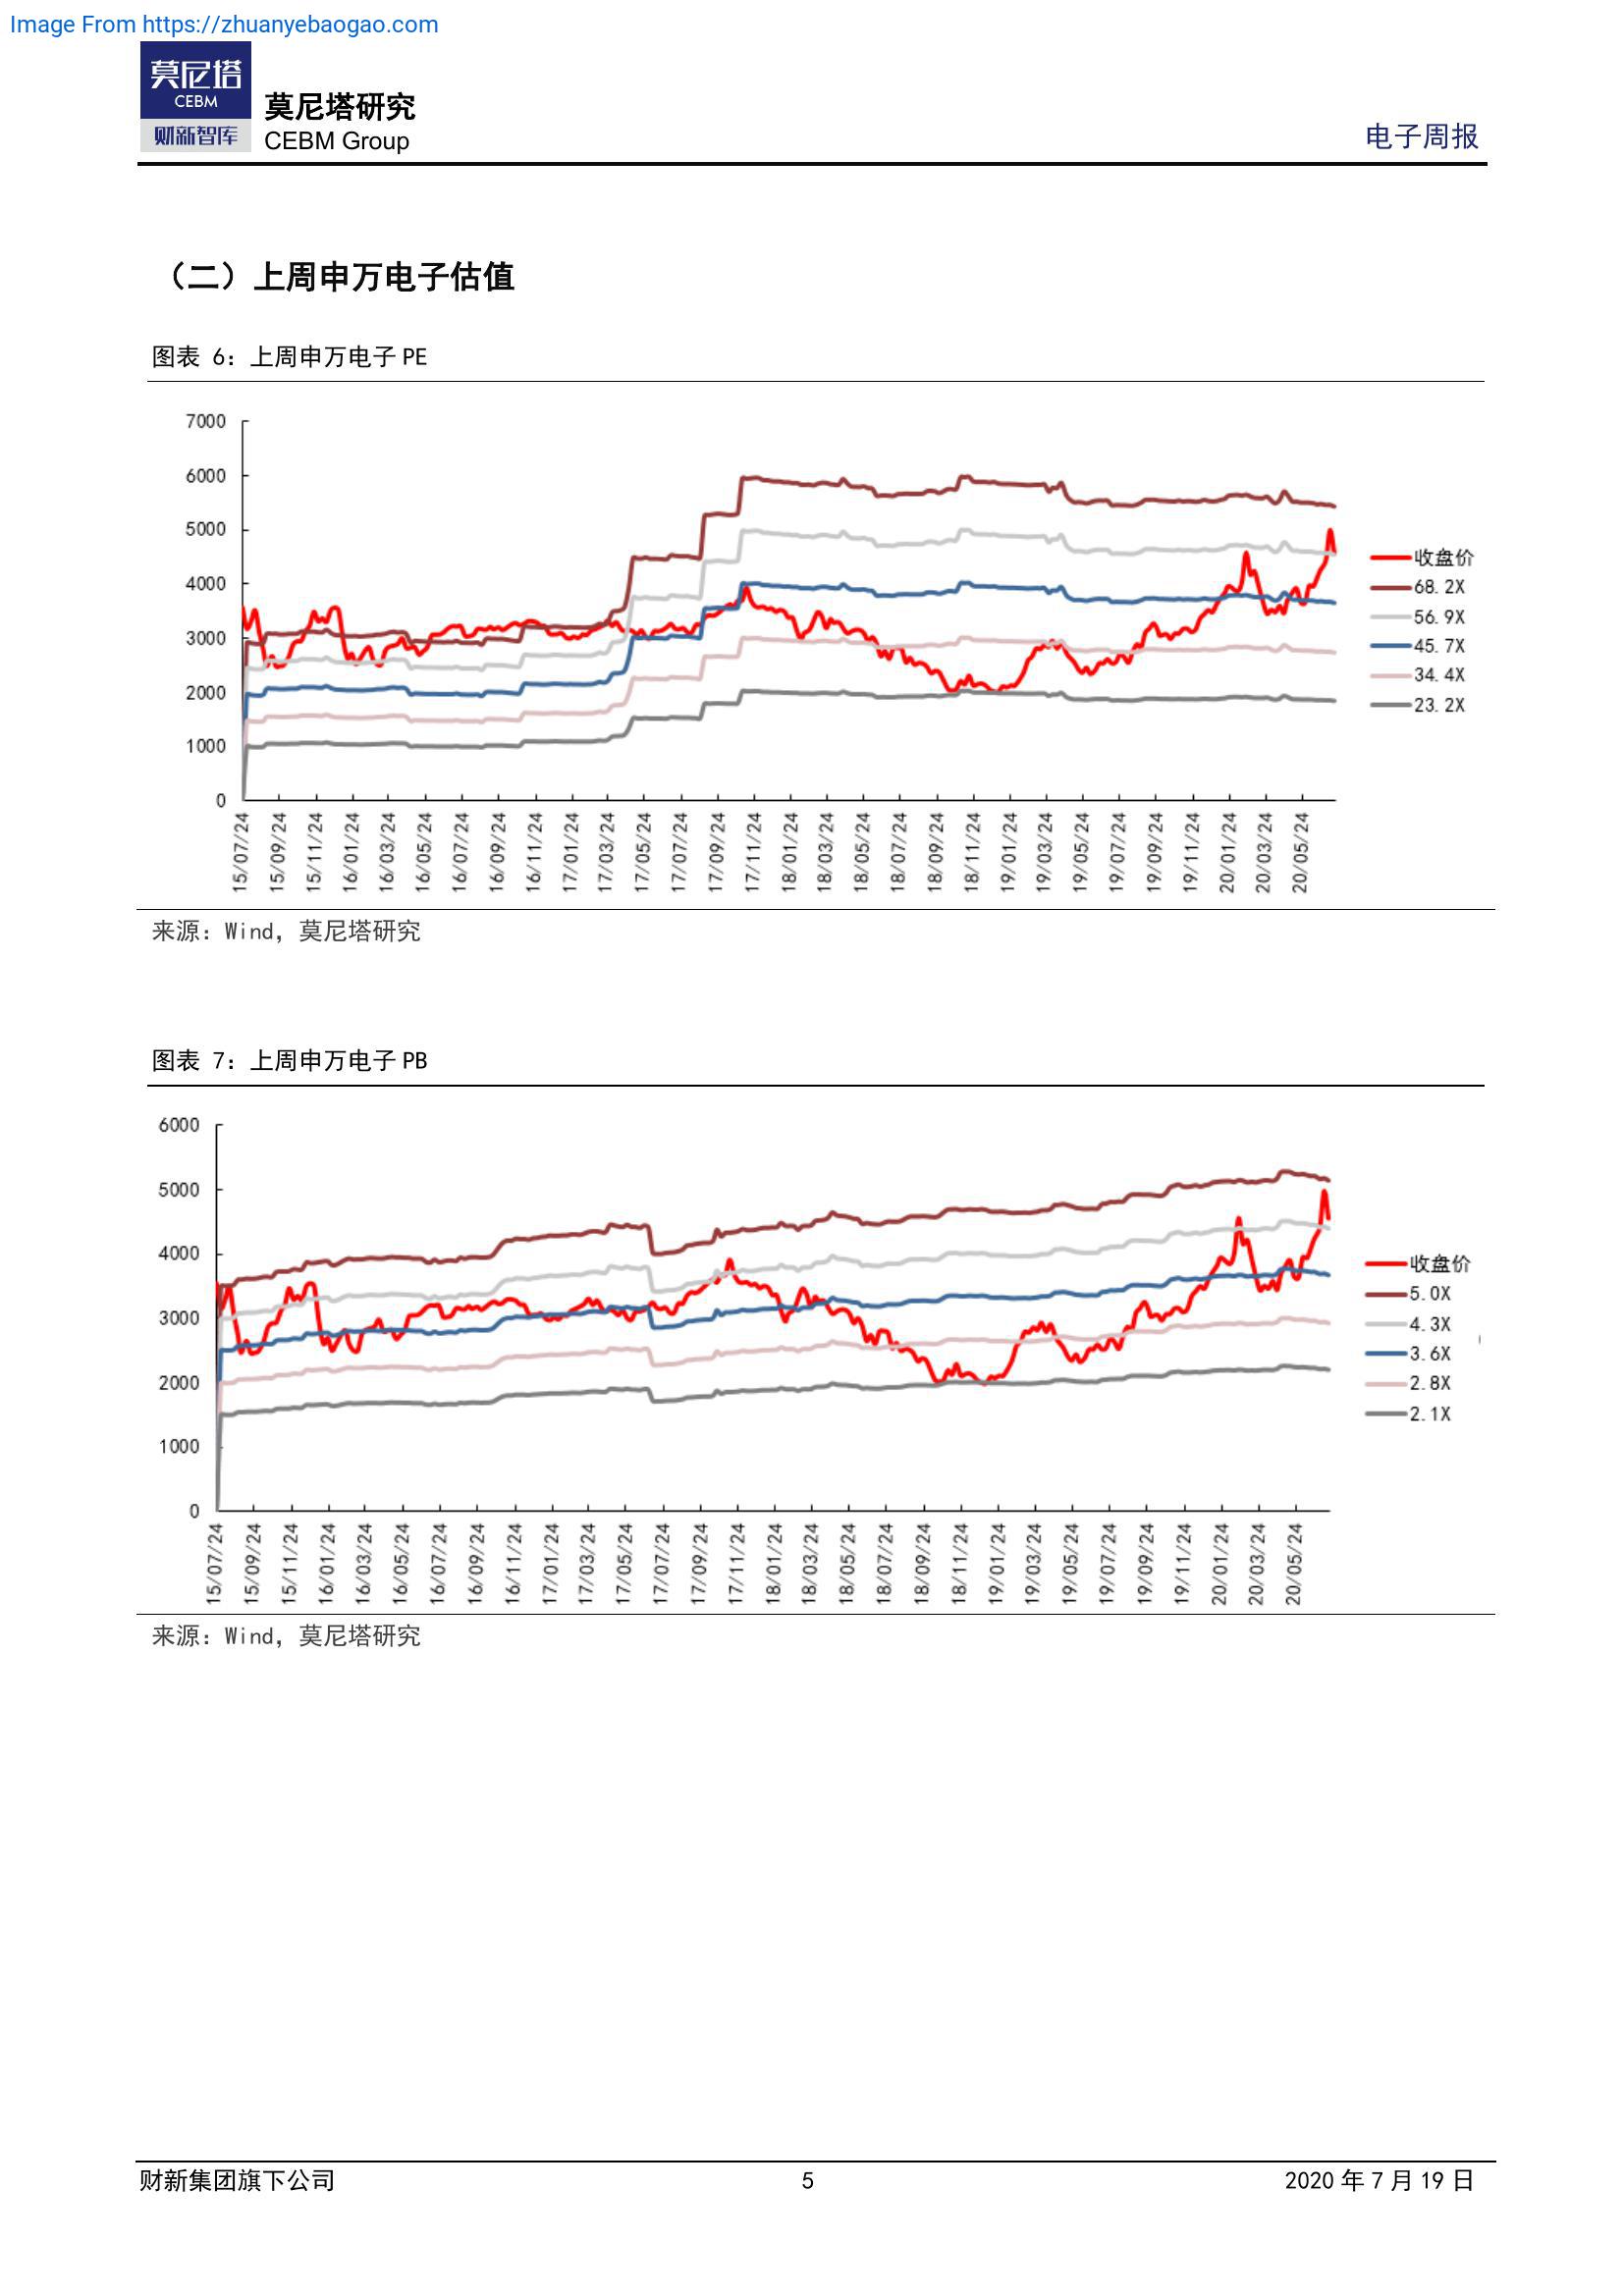 Image From https://zhuanyebaogao.com
莫尼塔
CEBM
财新智库
莫尼塔研究
CEBM Group
电子周报
（二）上周申万电子估值
图表 6：上周申万电子 PE
7000
6000
5000
4000
3000
2000
1000
0
收盘价
68.2X
56.9X
45.7X
34.4X
23.2X
15/07/24
15/09/24
15/11/24
16/01/24
16/03/24
16/05/24
16/07/24
16/09/24
16/11/24
17/01/24
17/03/24
17/05/24
17/07/24
17/09/24
17/11/24
18/01/24
18/03/24
18/05/24
18/07/24
18/09/24
18/11/24
19/01/24
19/03/24
19/05/24
19/07/24
19/09/24
19/11/24
20/01/24
20/03/24
20/05/24
来源：Wind，莫尼塔研究
图表 7：上周申万电子 PB
6000
5000
4000
3000
2000
1000
0
收盘价
5.0X
4.3X
3.6X
2.8X
2.1X
15/07/24
15/09/24
15/11/24
16/01/24
16/03/24
16/05/24
16/07/24
16/09/24
16/11/24
17/01/24
17/03/24
17/05/24
17/07/24
17/09/24
17/11/24
18/01/24
18/03/24
18/05/24
18/07/24
18/09/24
18/11/24
19/01/24
19/03/24
19/05/24
19/07/24
19/09/24
19/11/24
20/01/24
20/03/24
20/05/24
来源：Wind，莫尼塔研究
财新集团旗下公司
5
2020 年 7 月 19 日